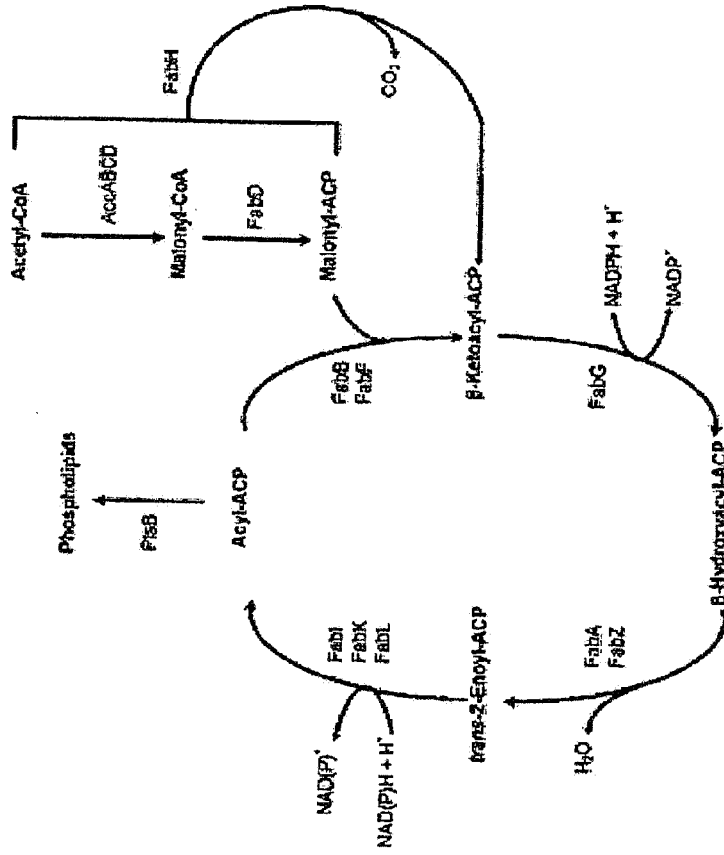 Acetyl-CoA
AccABCD
Malonyl-CoA
FabD
Malonyl-ACP
FabH
CO₂
Phospholipids
PlsB
Acyl-ACP
FabB
FabF
β-Ketoacyl-ACP
NADPH + H⁺
NADP⁺
FabG
β-Hydroxyacyl-ACP
FabA
FabZ
H₂O
trans-2-Enoyl-ACP
FabI
FabK
FabL
NAD(P)⁺
NAD(P)H + H⁺